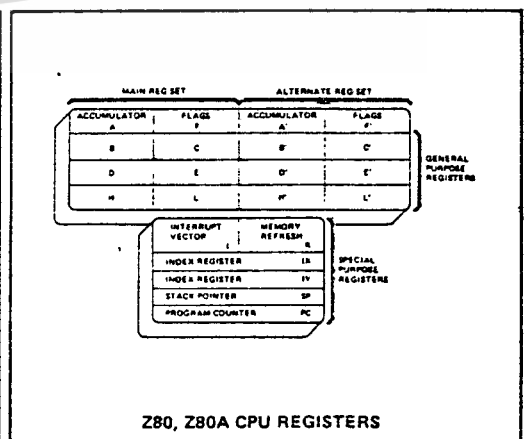 MAIN REG SET ALTERNATE REG SET
ACCUMULATOR FLAGS ACCUMULATOR FLAGS
A F A' F'
B C B' C'
D E D' E'
H L H' L'
GENERAL
PURPOSE
REGISTERS
INTERRUPT MEMORY
VECTOR REFRESH
I R
INDEX REGISTER IX
INDEX REGISTER IY
STACK POINTER SP
PROGRAM COUNTER PC
SPECIAL
PURPOSE
REGISTERS
Z80, Z80A CPU REGISTERS